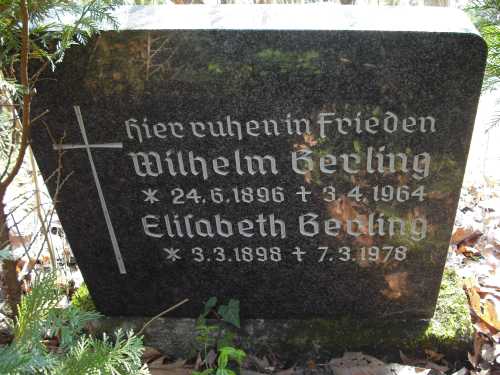 Hier ruhen in Frieden
Wilhelm Gerling
* 24.6.1896 + 3.4.1964
Eliſabeth Gerling
* 3.3.1898 + 7.3.1978